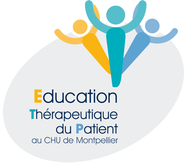 Education
Thérapeutique
du Patient
au CHU de Montpellier